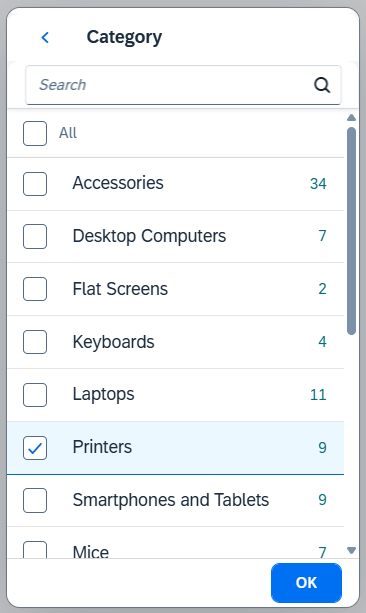 Category
Search
All
Accessories 34
Desktop Computers 7
Flat Screens 2
Keyboards 4
Laptops 11
Printers 9
Smartphones and Tablets 9
Mice 7
OK